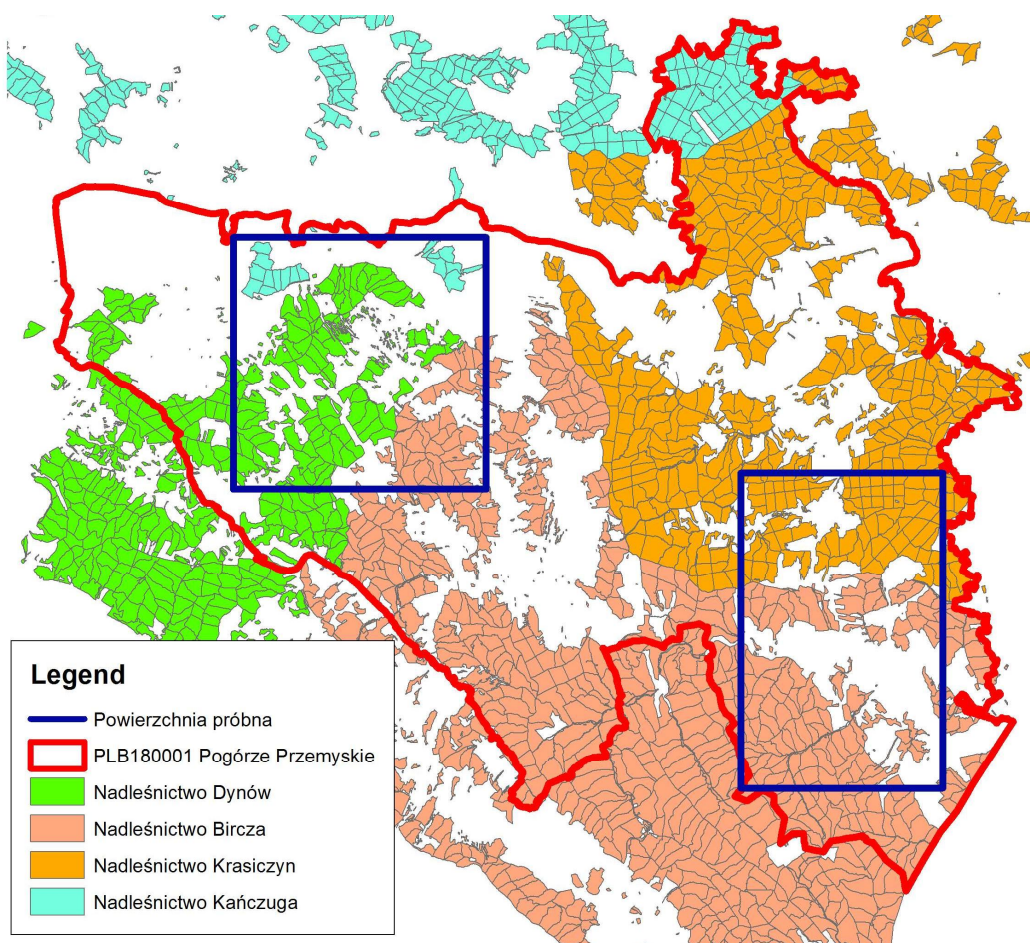 Legend
Powierzchnia próbna
PLB180001 Pogórze Przemyskie
Nadleśnictwo Dynów
Nadleśnictwo Bircza
Nadleśnictwo Krasiczyn
Nadleśnictwo Kańczuga